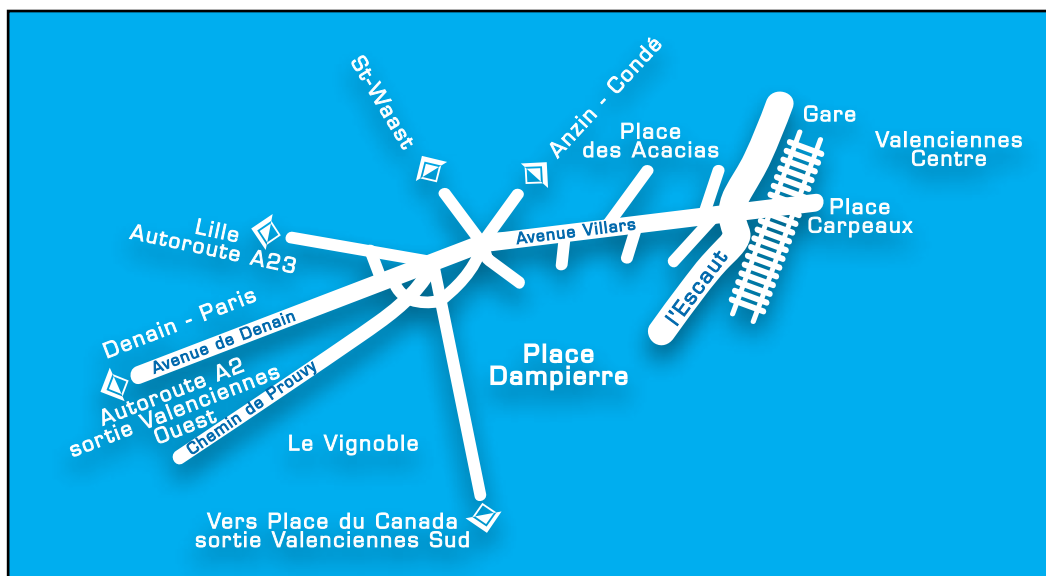 St-Waast
Anzin - Condé
Place
des Acacias
Gare
Valenciennes
Centre
Place
Carpeaux
Lille
Autoroute A23
Avenue Villars
l'Escaut
Denain - Paris
Avenue de Denain
Autoroute A2
sortie Valenciennes
Ouest
Chemin de Prouvy
Place
Dampierre
Le Vignoble
Vers Place du Canada
sortie Valenciennes Sud